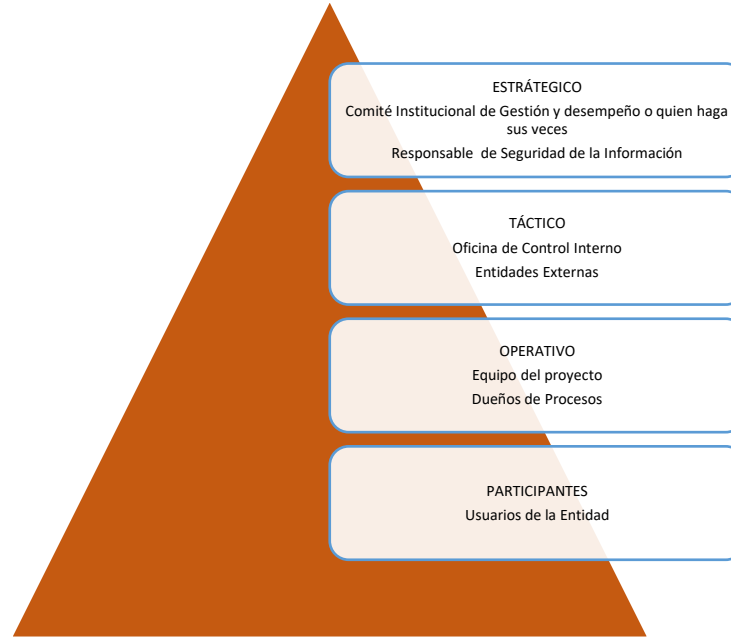 ESTRÁTEGICO
Comité Institucional de Gestión y desempeño o quien haga
sus veces
Responsable de Seguridad de la Información
TÁCTICO
Oficina de Control Interno
Entidades Externas
OPERATIVO
Equipo del proyecto
Dueños de Procesos
PARTICIPANTES
Usuarios de la Entidad